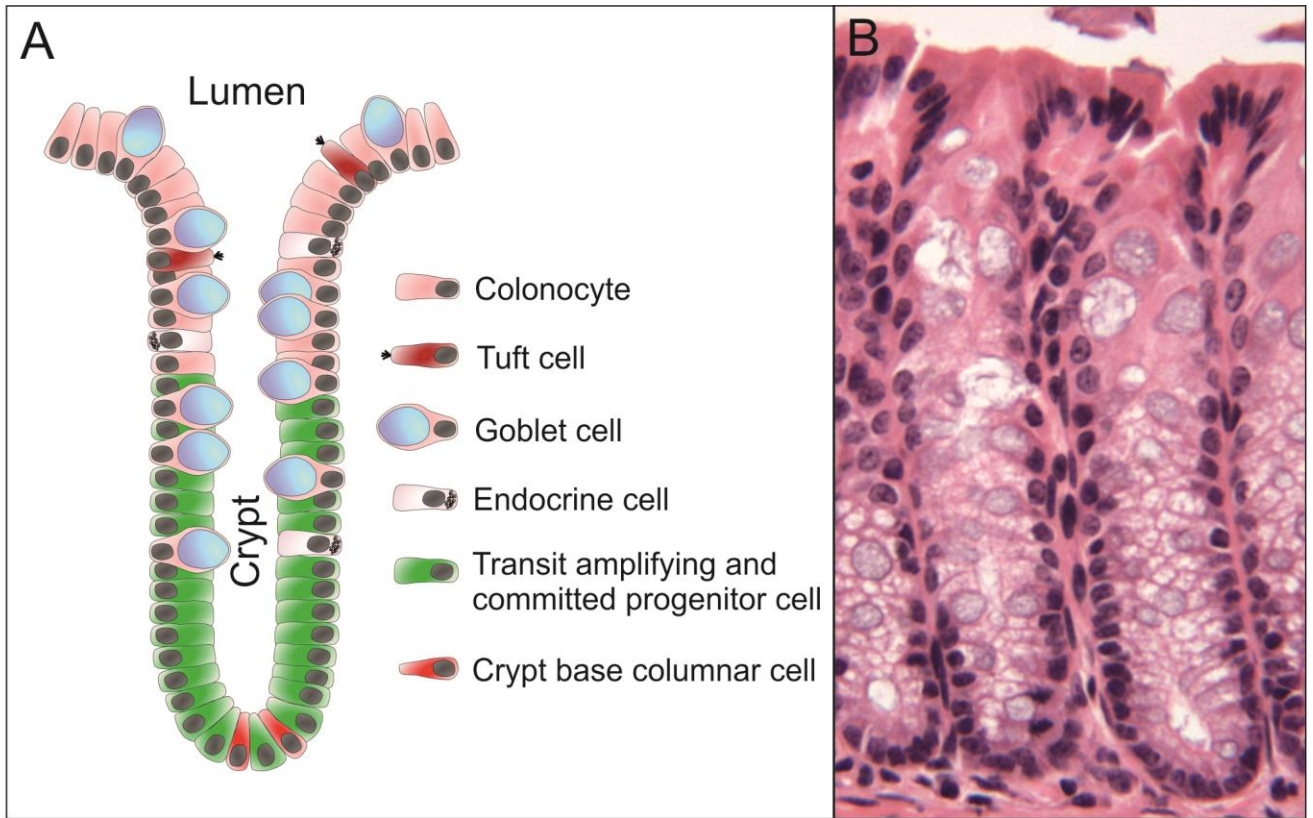 A
B
Lumen
Crypt
Colonocyte
Tuft cell
Goblet cell
Endocrine cell
Transit amplifying and
committed progenitor cell
Crypt base columnar cell